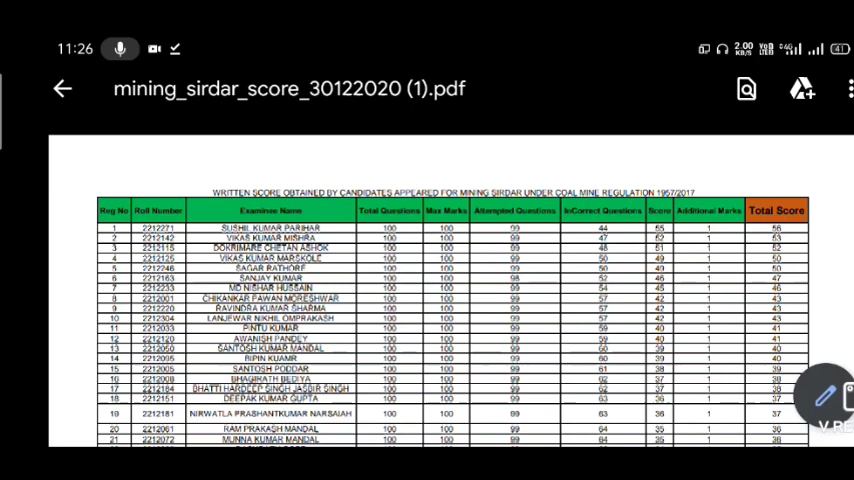 11:26 2.00 KB/S VoB LTE 4G 41
mining_sirdar_score_30122020 (1).pdf
WRITTEN SCORE OBTAINED BY CANDIDATES APPEARED FOR MINING SIRDAR UNDER COAL MINE REGULATION 1957/2017
Reg No Roll Number Examinee Name Total Questions Max Marks Attempted Questions InCorrect Questions Score Additional Marks Total Score
1 2212271 SUSHIL KUMAR PARIHAR 100 100 99 44 55 1 56
2 2212142 VIKAS KUMAR MISHRA 100 100 99 47 52 1 53
3 2212115 DOKRIMARE CHETAN ASHOK 100 100 99 48 51 1 52
4 2212125 VIKAS KUMAR MARSKOLE 100 100 99 50 49 1 50
5 2212246 SAGAR RATHORE 100 100 99 50 49 1 50
6 2212163 SANJAY KUMAR 100 100 98 52 46 1 47
7 2212233 MD NISHAR HUSSAIN 100 100 99 54 45 1 46
8 2212001 CHIKANKAR PAWAN MORESHWAR 100 100 99 57 42 1 43
9 2212220 RAVINDRA KUMAR SHARMA 100 100 99 57 42 1 43
10 2212304 LANJEWAR NIKHIL OMPRAKASH 100 100 99 57 42 1 43
11 2212033 PINTU KUMAR 100 100 99 59 40 1 41
12 2212120 AWANISH PANDEY 100 100 99 59 40 1 41
13 2212050 SANTOSH KUMAR MANDAL 100 100 99 60 39 1 40
14 2212095 BIPIN KUAMR 100 100 99 60 39 1 40
15 2212005 SANTOSH PODDAR 100 100 99 61 38 1 39
16 2212008 BHAGIRATH BEDIYA 100 100 99 62 37 1 38
17 2212184 BHATTI HARDEEP SINGH JASBIR SINGH 100 100 99 62 37 1 38
18 2212151 DEEPAK KUMAR GUPTA 100 100 99 63 36 1 37
19 2212181 NIRWATLA PRASHANTKUMAR NARSAIAH 100 100 99 63 36 1 37
20 2212061 RAM PRAKASH MANDAL 100 100 99 64 35 1 36
21 2212072 MUNNA KUMAR MANDAL 100 100 99 64 35 1 36